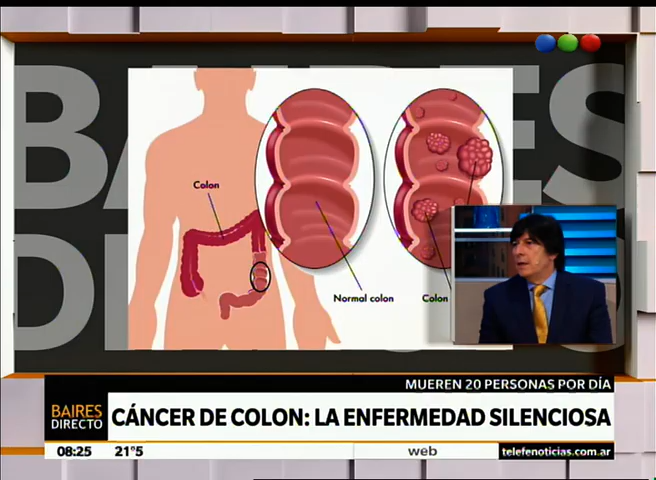 Colon
Normal colon
Colon
MUEREN 20 PERSONAS POR DÍA
BAIRES
DIRECTO
CÁNCER DE COLON: LA ENFERMEDAD SILENCIOSA
08:25 21°5 web telefenoticias.com.ar